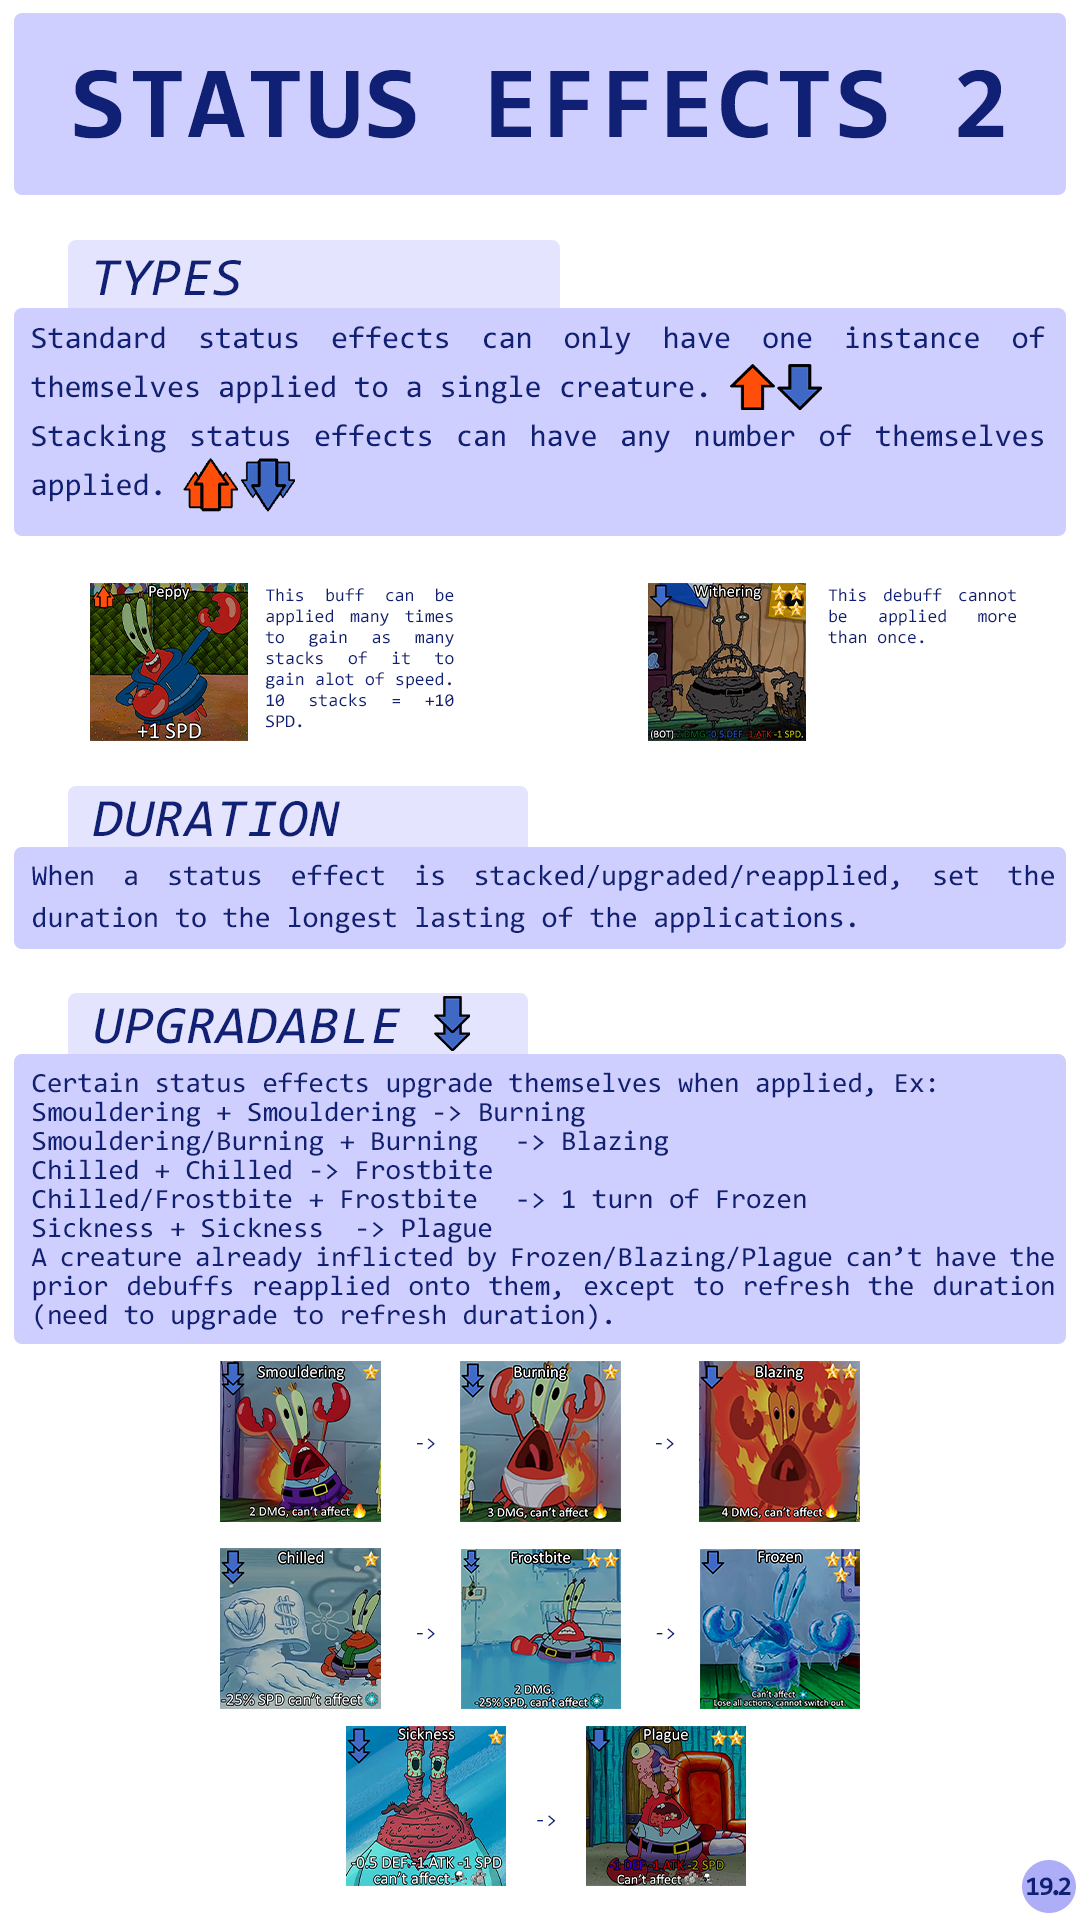 STATUS EFFECTS 2
TYPES
Standard status effects can only have one instance of
themselves applied to a single creature.
Stacking status effects can have any number of themselves
applied.
Peppy
+1 SPD
This buff can be
applied many times
to gain as many
stacks of it to
gain alot of speed.
10 stacks = +10
SPD.
Withering
(BOT) 2 DMG -0.5 DEF -1 ATK -1 SPD.
This debuff cannot
be applied more
than once.
DURATION
When a status effect is stacked/upgraded/reapplied, set the
duration to the longest lasting of the applications.
UPGRADABLE
Certain status effects upgrade themselves when applied, Ex:
Smouldering + Smouldering -> Burning
Smouldering/Burning + Burning -> Blazing
Chilled + Chilled -> Frostbite
Chilled/Frostbite + Frostbite -> 1 turn of Frozen
Sickness + Sickness -> Plague
A creature already inflicted by Frozen/Blazing/Plague can’t have the
prior debuffs reapplied onto them, except to refresh the duration
(need to upgrade to refresh duration).
Smouldering
2 DMG, can't affect
->
Burning
3 DMG, can't affect
->
Blazing
4 DMG, can't affect
Chilled
-25% SPD can't affect
->
Frostbite
2 DMG.
-25% SPD, can't affect
->
Frozen
Can't affect
Lose all actions, cannot switch out.
Sickness
-0.5 DEF -1 ATK -1 SPD
can't affect
->
Plague
-1 DEF -1 ATK -2 SPD
Can't affect
19.2